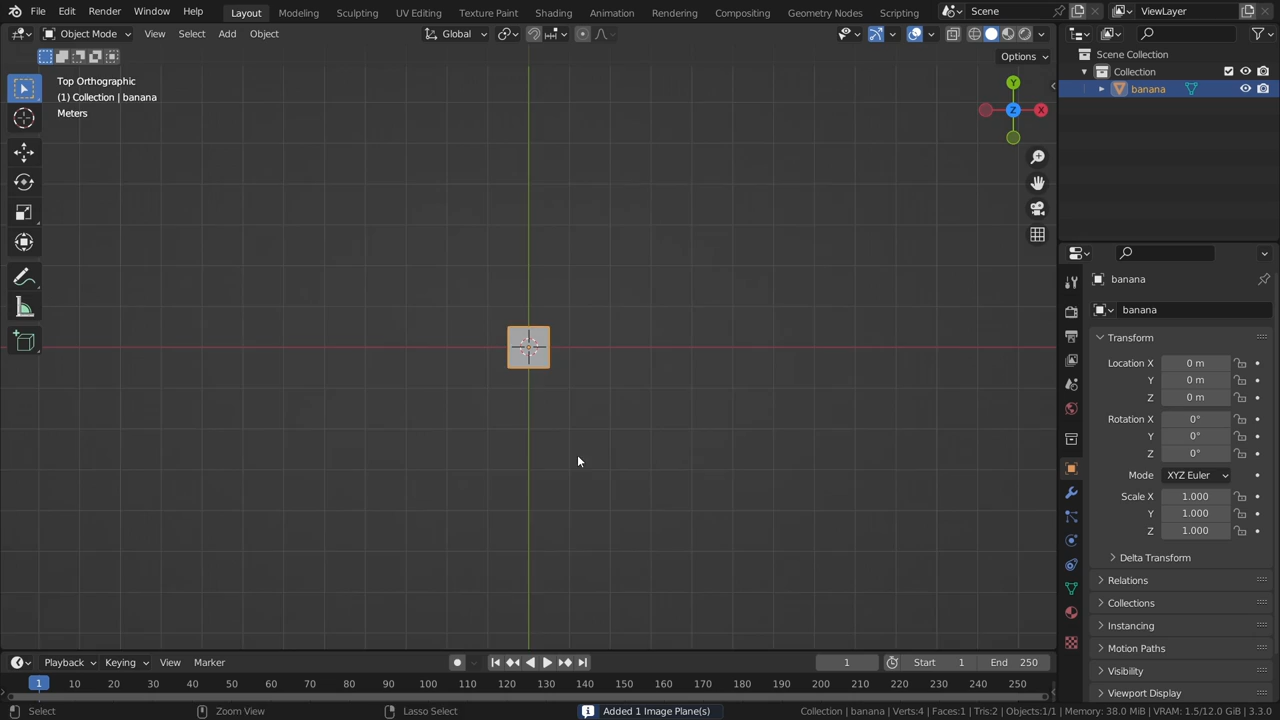 File Edit Render Window Help Layout Modeling Sculpting UV Editing Texture Paint Shading Animation Rendering Compositing Geometry Nodes Scripting Scene ViewLayer
Object Mode View Select Add Object Global
Options
Top Orthographic
(1) Collection | banana
Meters
Y
Z
X
Scene Collection
Collection
banana
banana
banana
Transform
Location X 0 m
Y 0 m
Z 0 m
Rotation X 0°
Y 0°
Z 0°
Mode XYZ Euler
Scale X 1.000
Y 1.000
Z 1.000
Delta Transform
Relations
Collections
Instancing
Motion Paths
Visibility
Viewport Display
Playback Keying View Marker 1 Start 1 End 250
1 10 20 30 40 50 60 70 80 90 100 110 120 130 140 150 160 170 180 190 200 210 220 230 240 250
Select Zoom View Lasso Select Added 1 Image Plane(s) Collection | banana | Verts:4 | Faces:1 | Tris:2 | Objects:1/1 | Memory: 38.0 MiB | VRAM: 1.5/12.0 GiB | 3.3.0